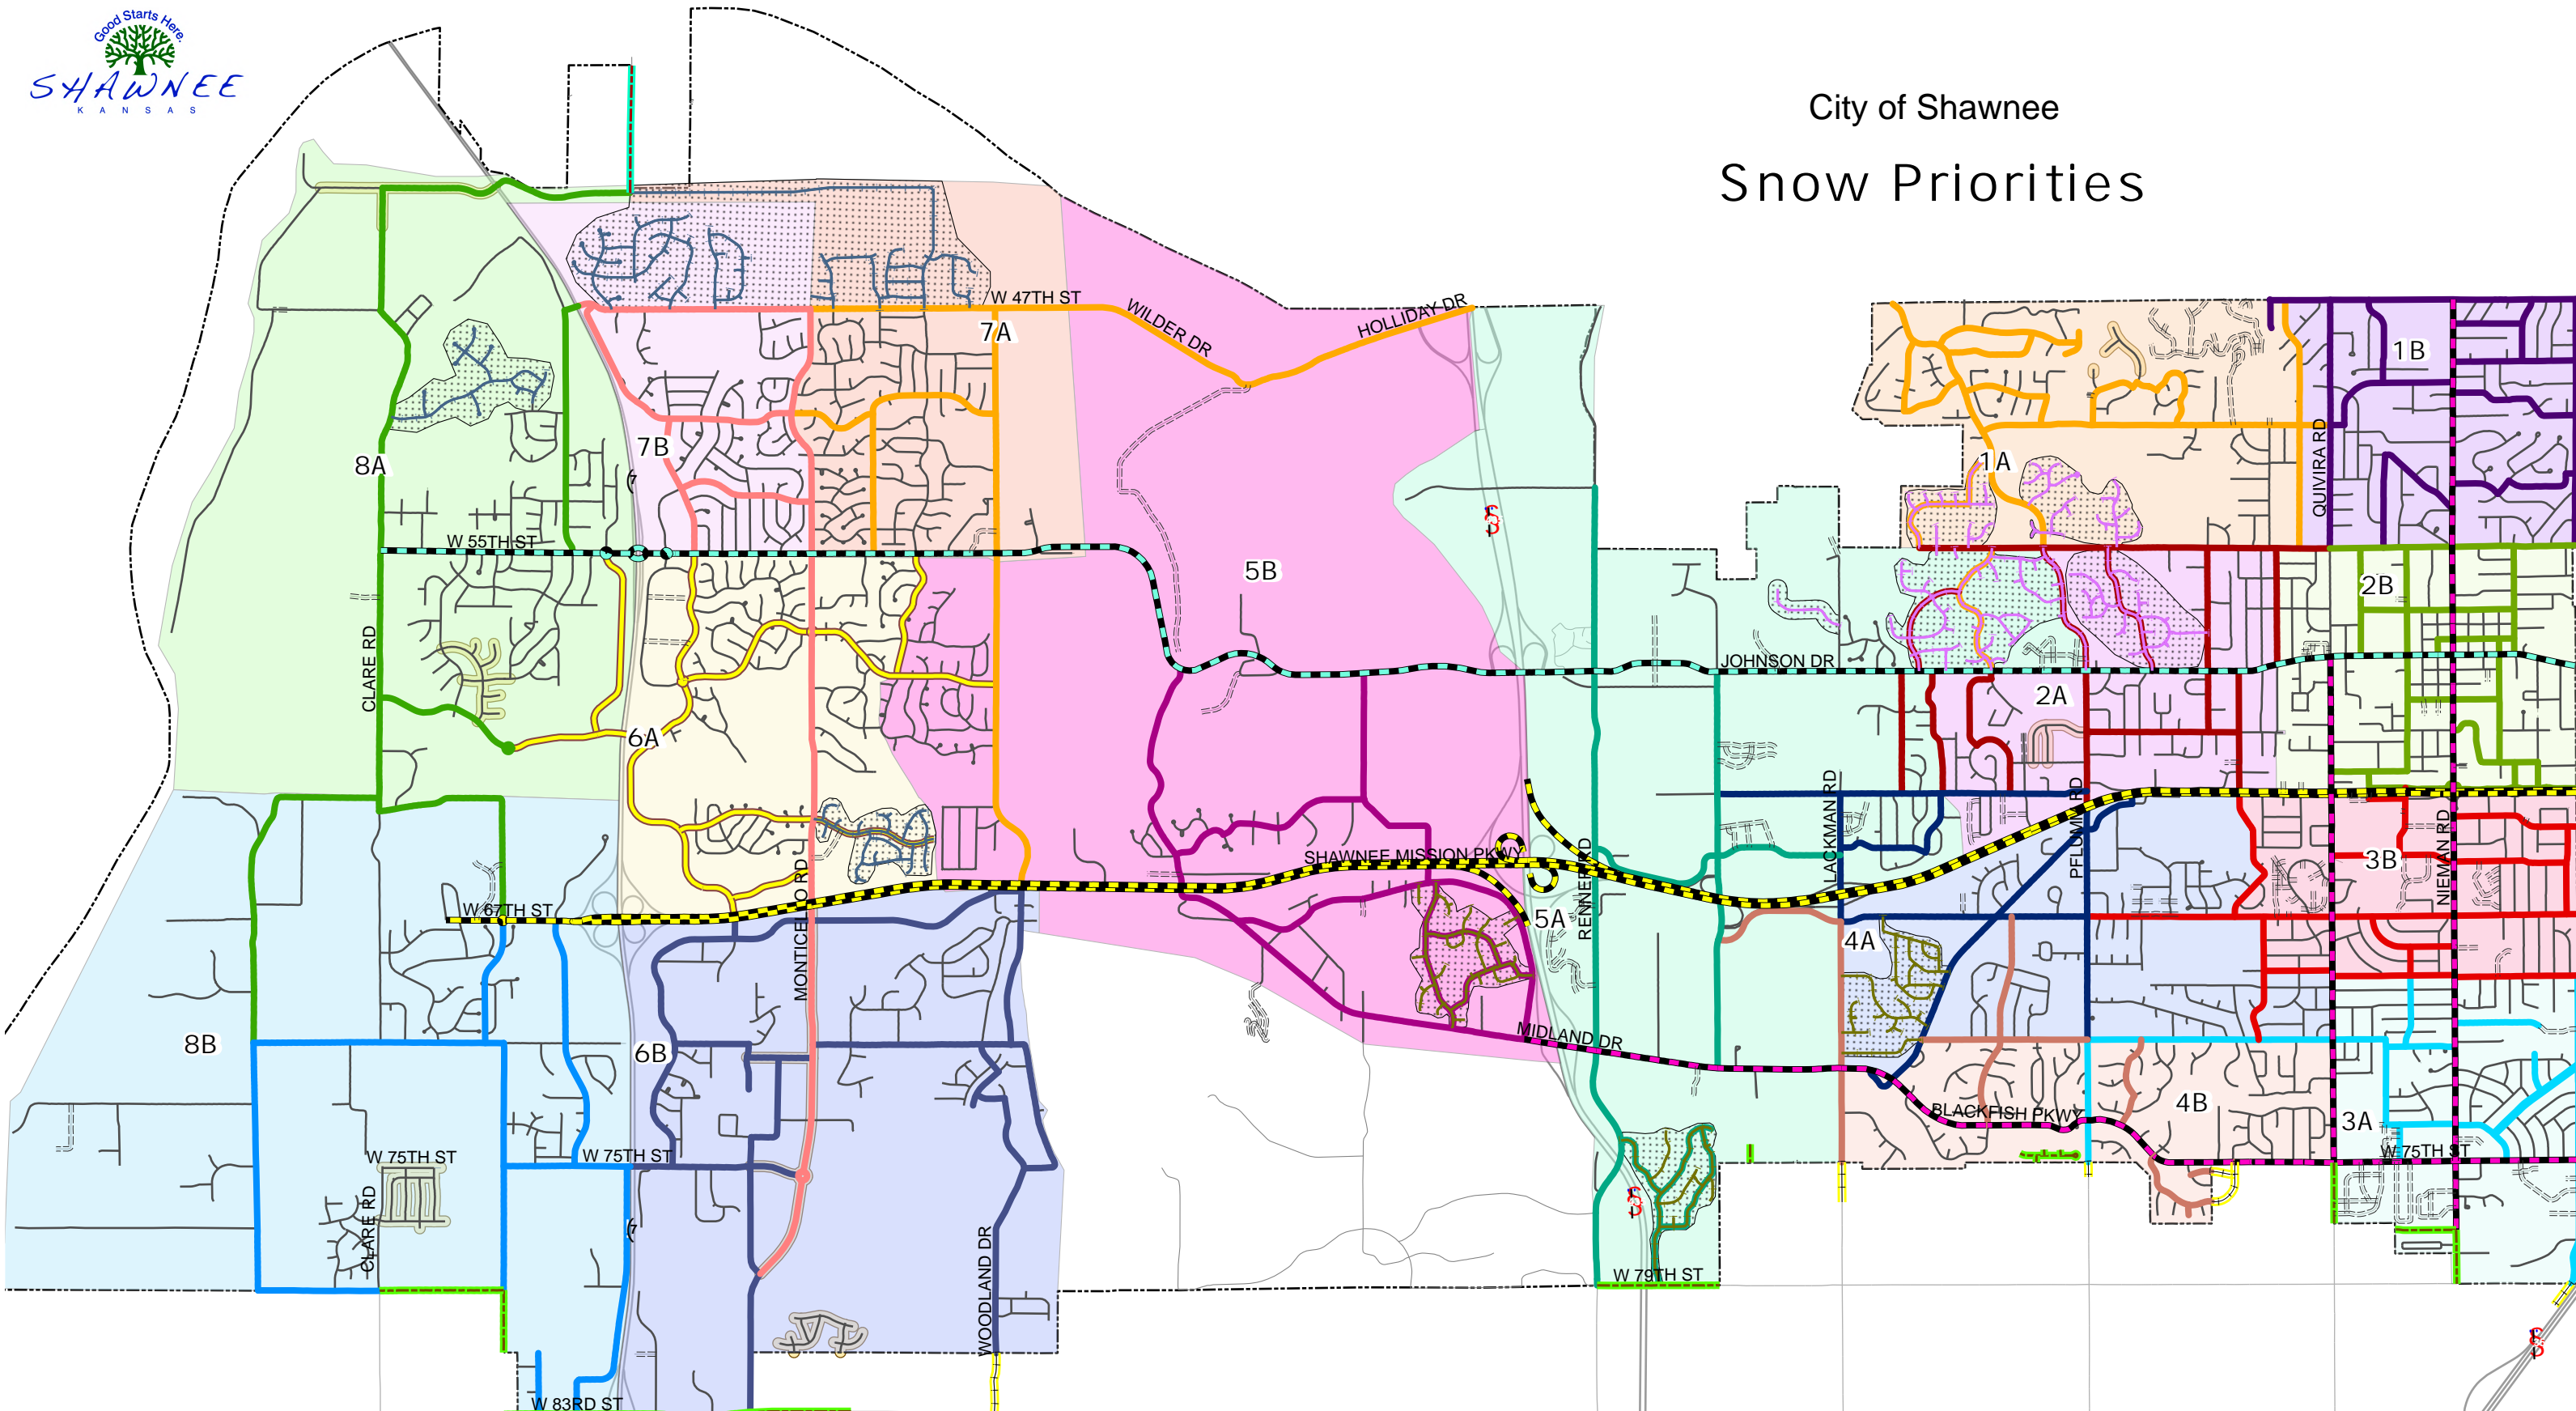 Good Starts Here.
SHAWNEE
KANSAS
City of Shawnee
Snow Priorities
W 47TH ST
WILDER DR
HOLLIDAY DR
7A
1B
7B
8A
1A
QUIVIRA RD
W 55TH ST
5B
2B
CLARE RD
JOHNSON DR
2A
6A
LACKMAN RD
PFLUMM RD
NIEMAN RD
3B
SHAWNEE MISSION PKWY
MONTICELLO RD
RENNER RD
W 67TH ST
5A
4A
8B
6B
MIDLAND DR
BLACKFISH PKWY
4B
3A
W 75TH ST
W 75TH ST
W 75TH ST
CLARE RD
WOODLAND DR
W 79TH ST
W 83RD ST